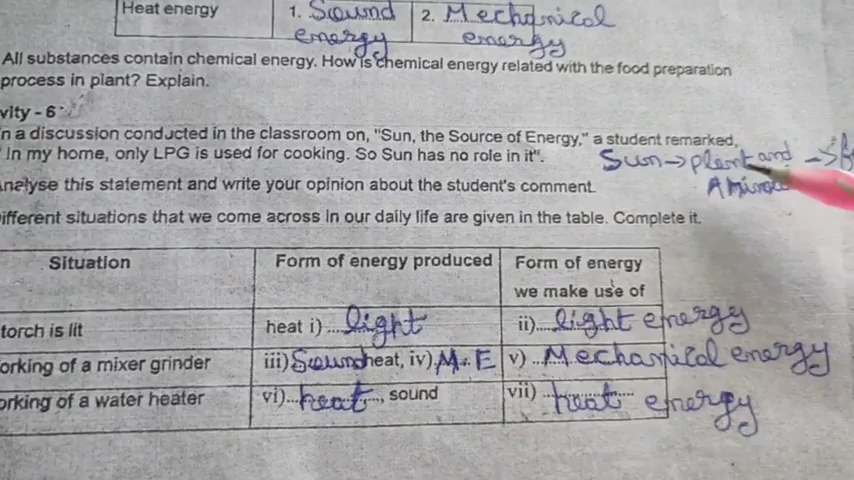 Heat energy 1. Sound energy 2. Mechanical energy
All substances contain chemical energy. How is chemical energy related with the food preparation
process in plant? Explain.
vity - 6
n a discussion conducted in the classroom on, "Sun, the Source of Energy," a student remarked,
" In my home, only LPG is used for cooking. So Sun has no role in it".
Sun → plant and →
Analyse this statement and write your opinion about the student's comment.
ifferent situations that we come across in our daily life are given in the table. Complete it.
Situation Form of energy produced Form of energy we make use of
torch is lit heat i)....light ii)....light energy
orking of a mixer grinder iii) Sound heat, iv) M. E v)...Mechanical energy
orking of a water heater vi)...heat..., sound vii)...heat energy